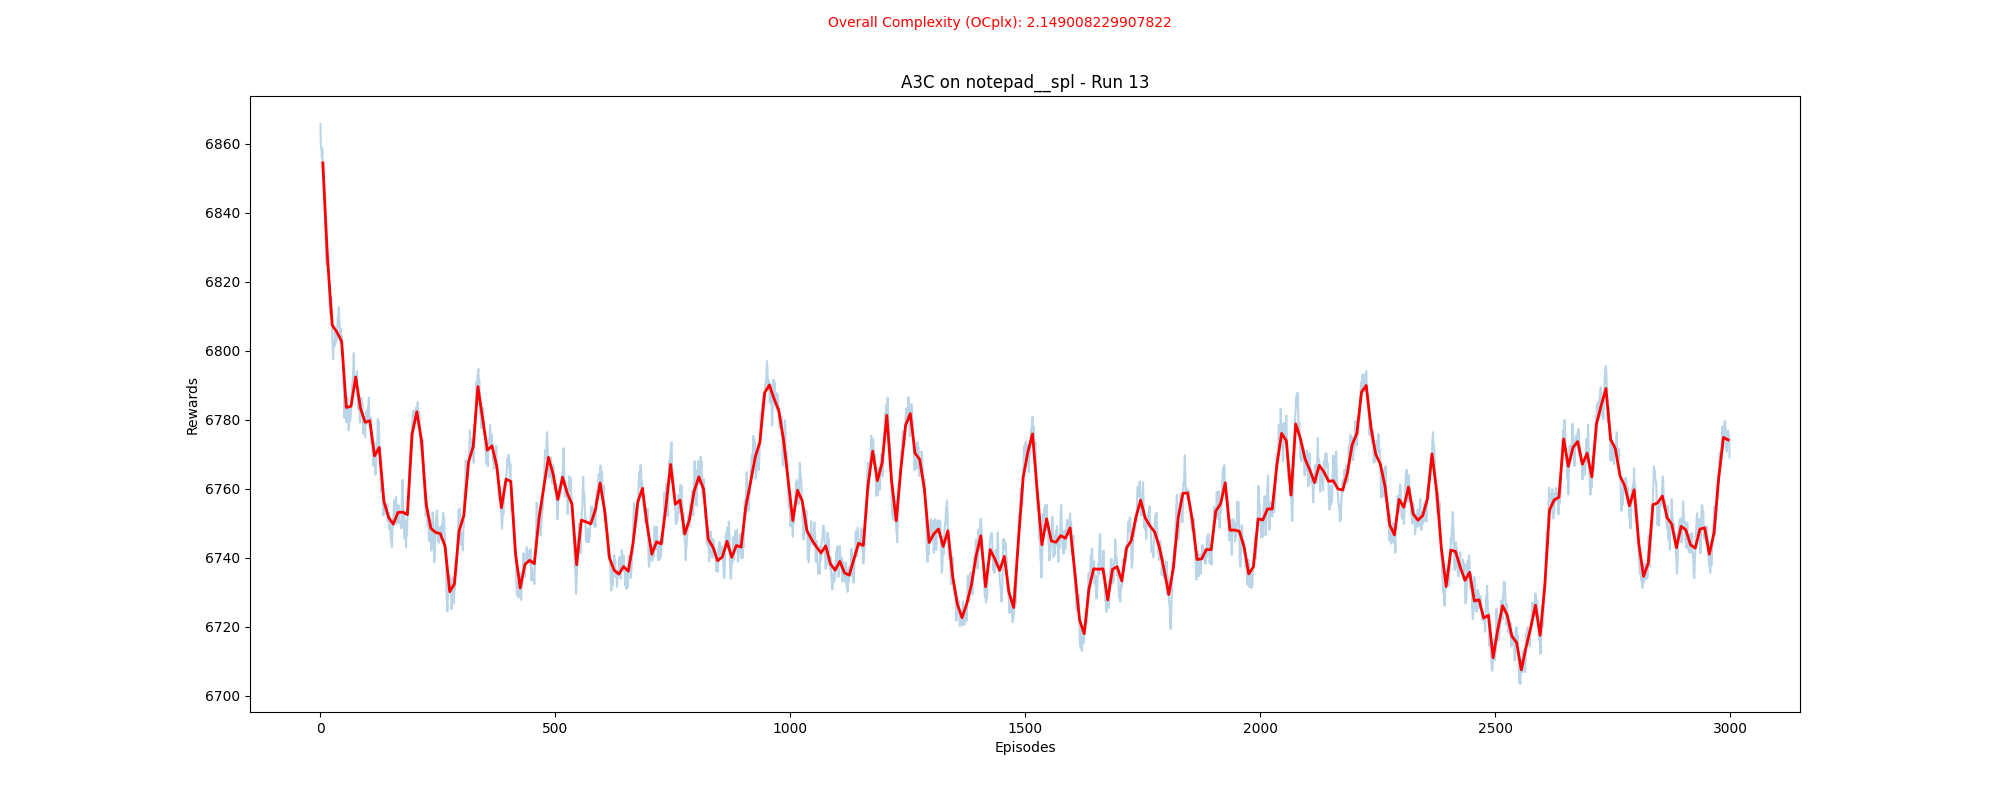 Overall Complexity (OCplx): 2.149008229907822
A3C on notepad__spl - Run 13
6860
6840
6820
6800
6780
6760
6740
6720
6700
Rewards
0 500 1000 1500 2000 2500 3000
Episodes